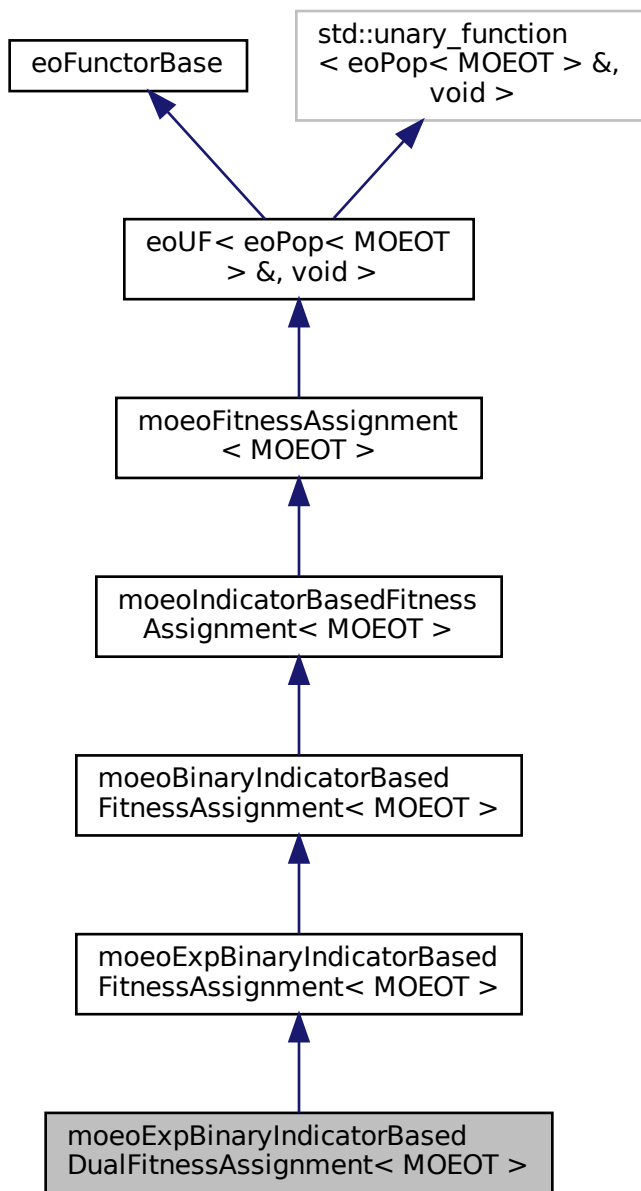 eoFunctorBase
std::unary_function
< eoPop< MOEOT > &,
void >
eoUF< eoPop< MOEOT
> &, void >
moeoFitnessAssignment
< MOEOT >
moeoIndicatorBasedFitness
Assignment< MOEOT >
moeoBinaryIndicatorBased
FitnessAssignment< MOEOT >
moeoExpBinaryIndicatorBased
FitnessAssignment< MOEOT >
moeoExpBinaryIndicatorBased
DualFitnessAssignment< MOEOT >